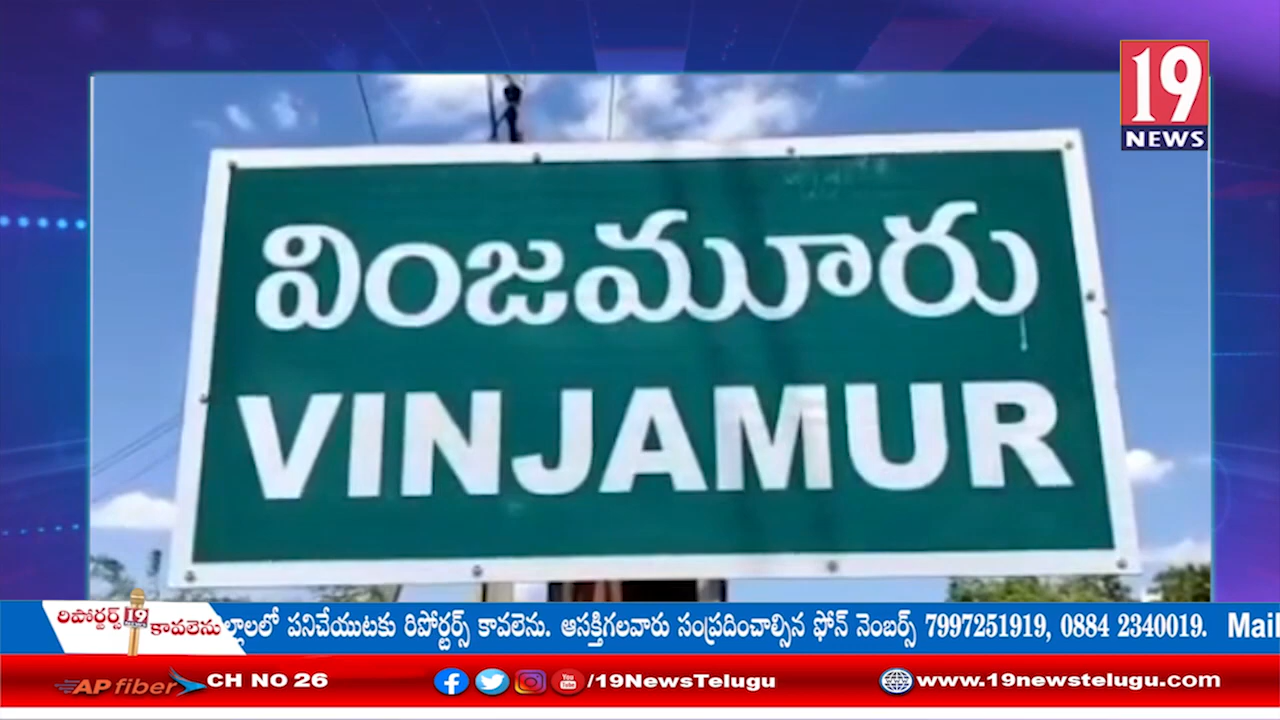 19
NEWS
వింజమూరు
VINJAMUR
రిపోర్టర్స్ 19
కావలెను
ల్లాలలో పనిచేయుటకు రిపోర్టర్స్ కావలెను. ఆసక్తిగలవారు సంప్రదించాల్సిన ఫోన్ నెంబర్స్ 7997251919, 0884 2340019. Mail
AP fiber CH NO 26 /19NewsTelugu www.19newstelugu.com